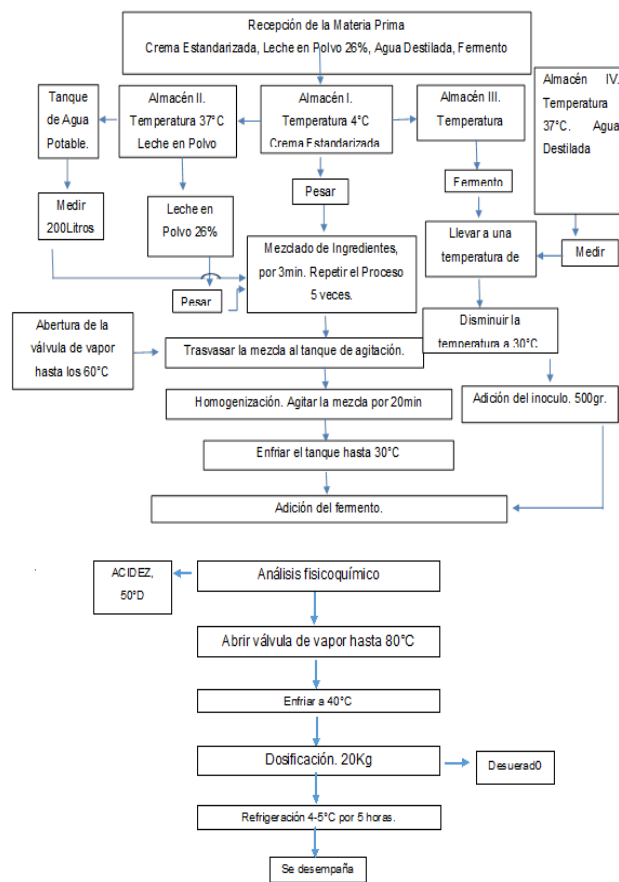 Recepción de la Materia Prima
Crema Estandarizada, Leche en Polvo 26%, Agua Destilada, Fermento
Tanque
de Agua
Potable.
Almacén II.
Temperatura 37°C
Leche en Polvo
Almacén I.
Temperatura 4°C
Crema Estandarizada
Almacén III.
Temperatura
Almacén IV.
Temperatura
37°C. Agua
Destilada
Medir
200Litros
Leche en
Polvo 26%
Pesar
Fermento
Pesar
Mezclado de Ingredientes,
por 3min. Repetir el Proceso
5 veces.
Llevar a una
temperatura de
Medir
Disminuir la
temperatura a 30°C
Abertura de la
válvula de vapor
hasta los 60°C
Trasvasar la mezcla al tanque de agitación.
Homogenización. Agitar la mezcla por 20min
Adición del inoculo. 500gr.
Enfriar el tanque hasta 30°C
Adición del fermento.
ACIDEZ,
50°D
Análisis fisicoquímico
Abrir válvula de vapor hasta 80°C
Enfriar a 40°C
Dosificación. 20Kg
Desuerad0
Refrigeración 4-5°C por 5 horas.
Se desempaña